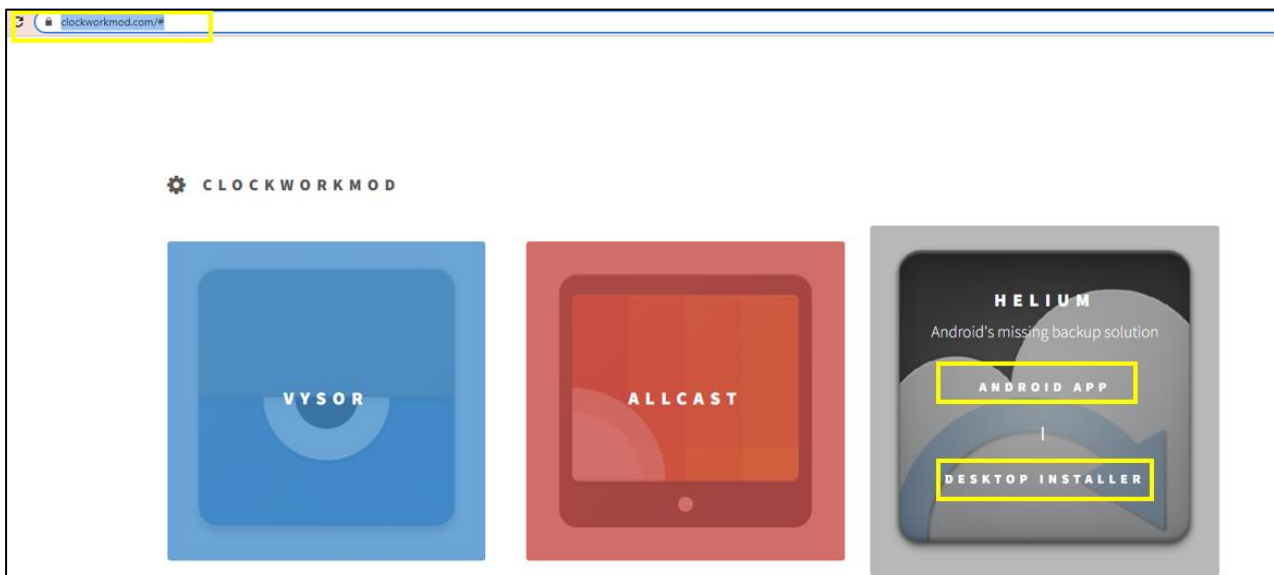 clockworkmod.com/#
CLOCKWORKMOD
VYSOR
ALLCAST
HELIUM
Android's missing backup solution
ANDROID APP
|
DESKTOP INSTALLER